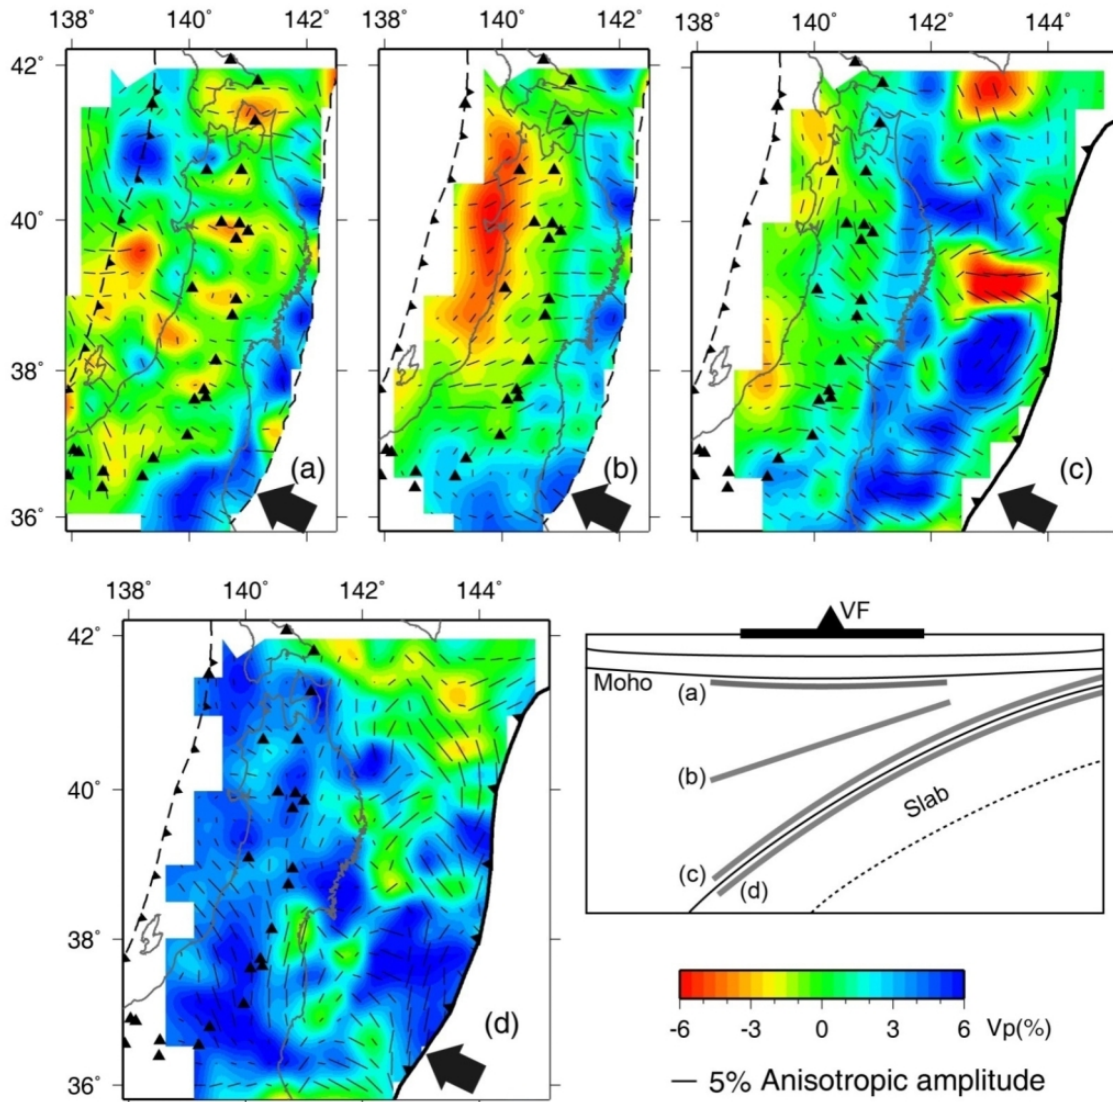 138° 140° 142° 138° 140° 142° 138° 140° 142° 144°
42°
40°
38°
36°
(a)
(b)
(c)
138° 140° 142° 144°
42°
40°
38°
36°
(d)
VF
Moho
(a)
(b)
Slab
(c)
(d)
-6 -3 0 3 6 Vp(%)
5% Anisotropic amplitude